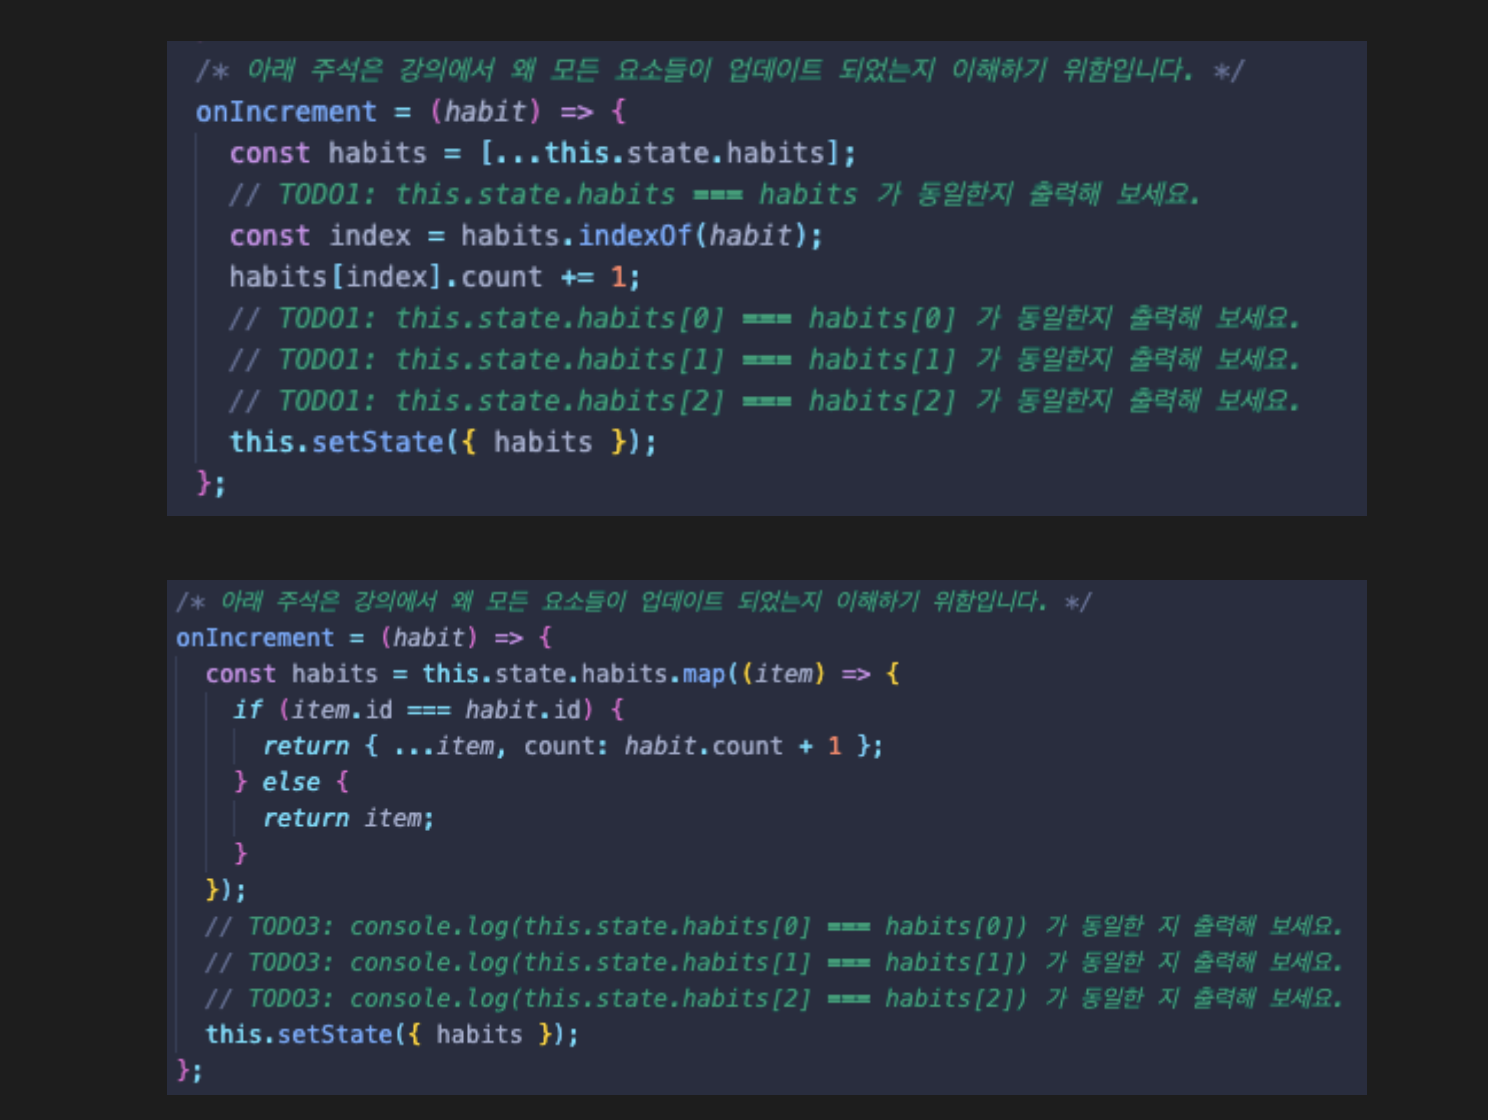 /* 아래 주석은 강의에서 왜 모든 요소들이 업데이트 되었는지 이해하기 위함입니다. */
onIncrement = (habit) => {
const habits = [...this.state.habits];
// TODO1: this.state.habits === habits 가 동일한지 출력해 보세요.
const index = habits.indexOf(habit);
habits[index].count += 1;
// TODO1: this.state.habits[0] === habits[0] 가 동일한지 출력해 보세요.
// TODO1: this.state.habits[1] === habits[1] 가 동일한지 출력해 보세요.
// TODO1: this.state.habits[2] === habits[2] 가 동일한지 출력해 보세요.
this.setState({ habits });
};
/* 아래 주석은 강의에서 왜 모든 요소들이 업데이트 되었는지 이해하기 위함입니다. */
onIncrement = (habit) => {
const habits = this.state.habits.map((item) => {
if (item.id === habit.id) {
return { ...item, count: habit.count + 1 };
} else {
return item;
}
});
// TODO3: console.log(this.state.habits[0] === habits[0]) 가 동일한 지 출력해 보세요.
// TODO3: console.log(this.state.habits[1] === habits[1]) 가 동일한 지 출력해 보세요.
// TODO3: console.log(this.state.habits[2] === habits[2]) 가 동일한 지 출력해 보세요.
this.setState({ habits });
};